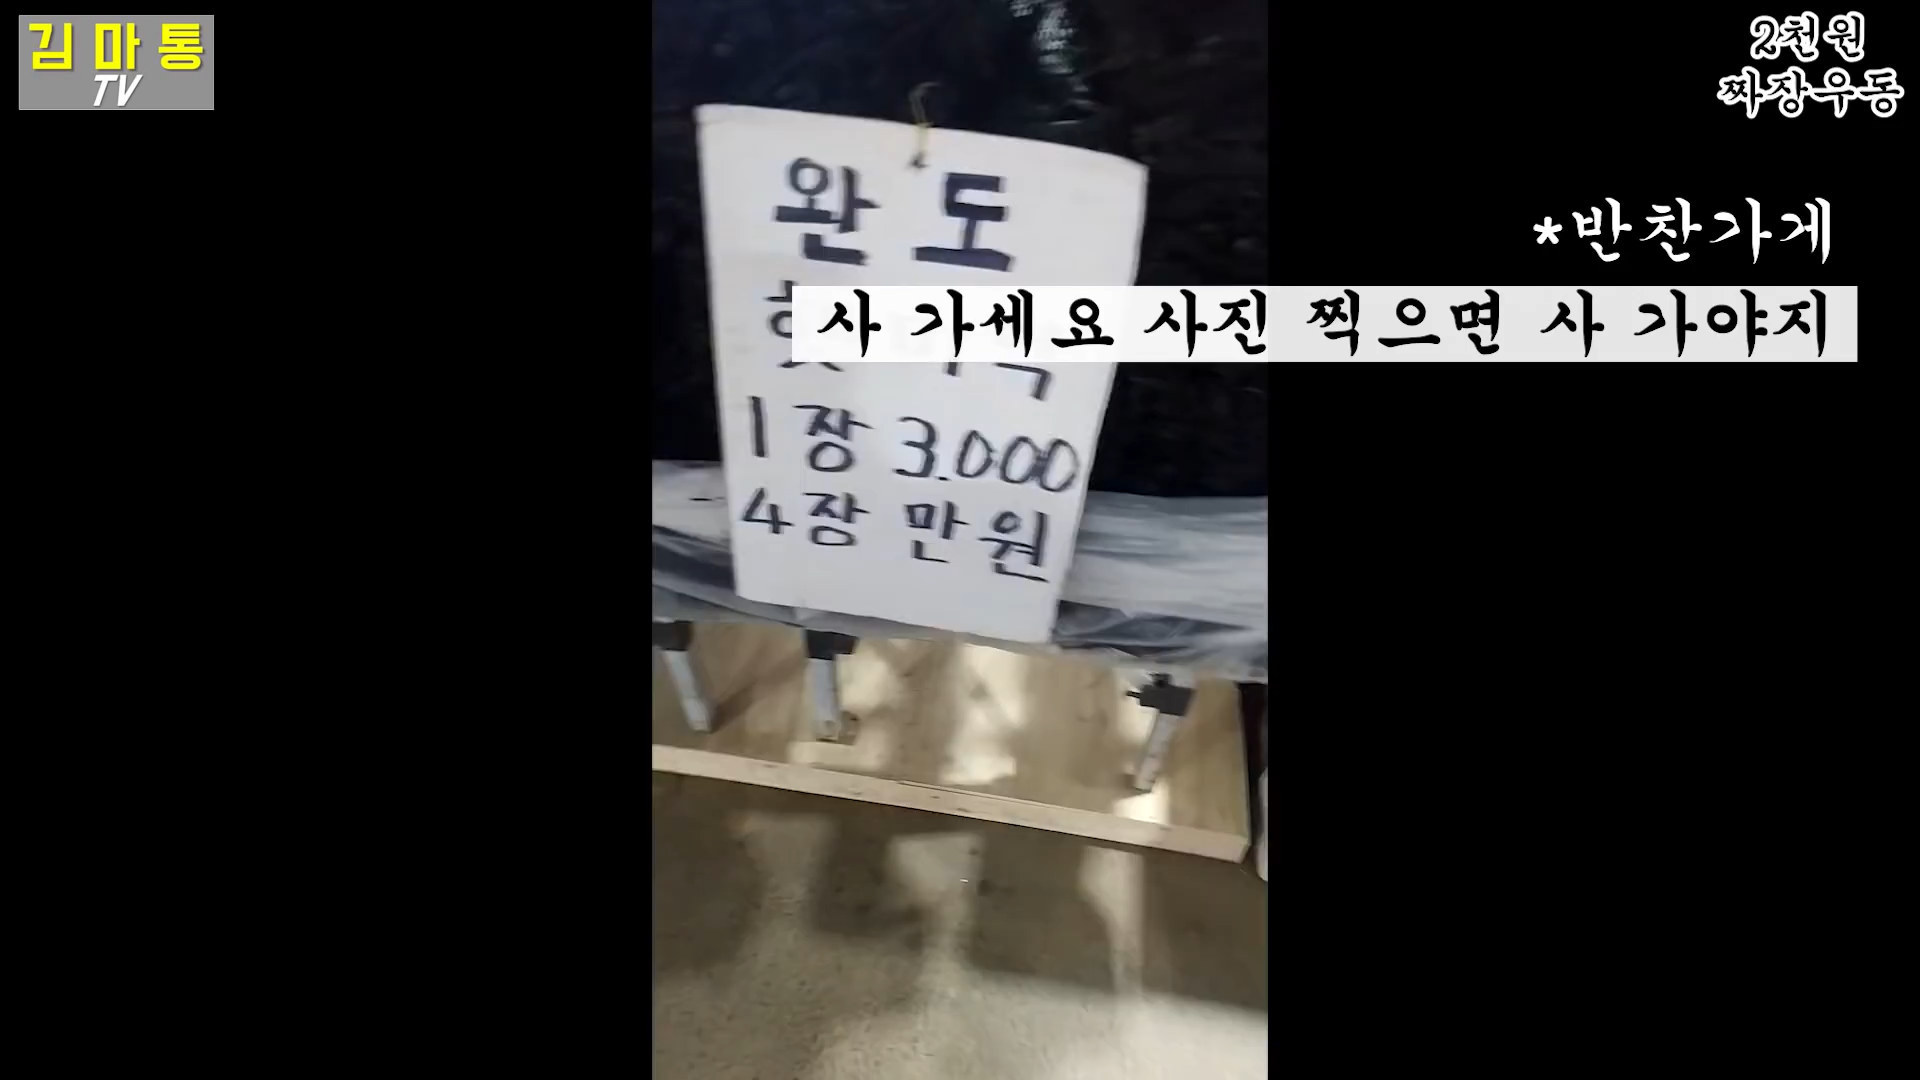 김마통
TV
2천원
짜장우동
*반찬가게
사 가세요 사진 찍으면 사 가야지
완도
1장 3.000
4장 만원